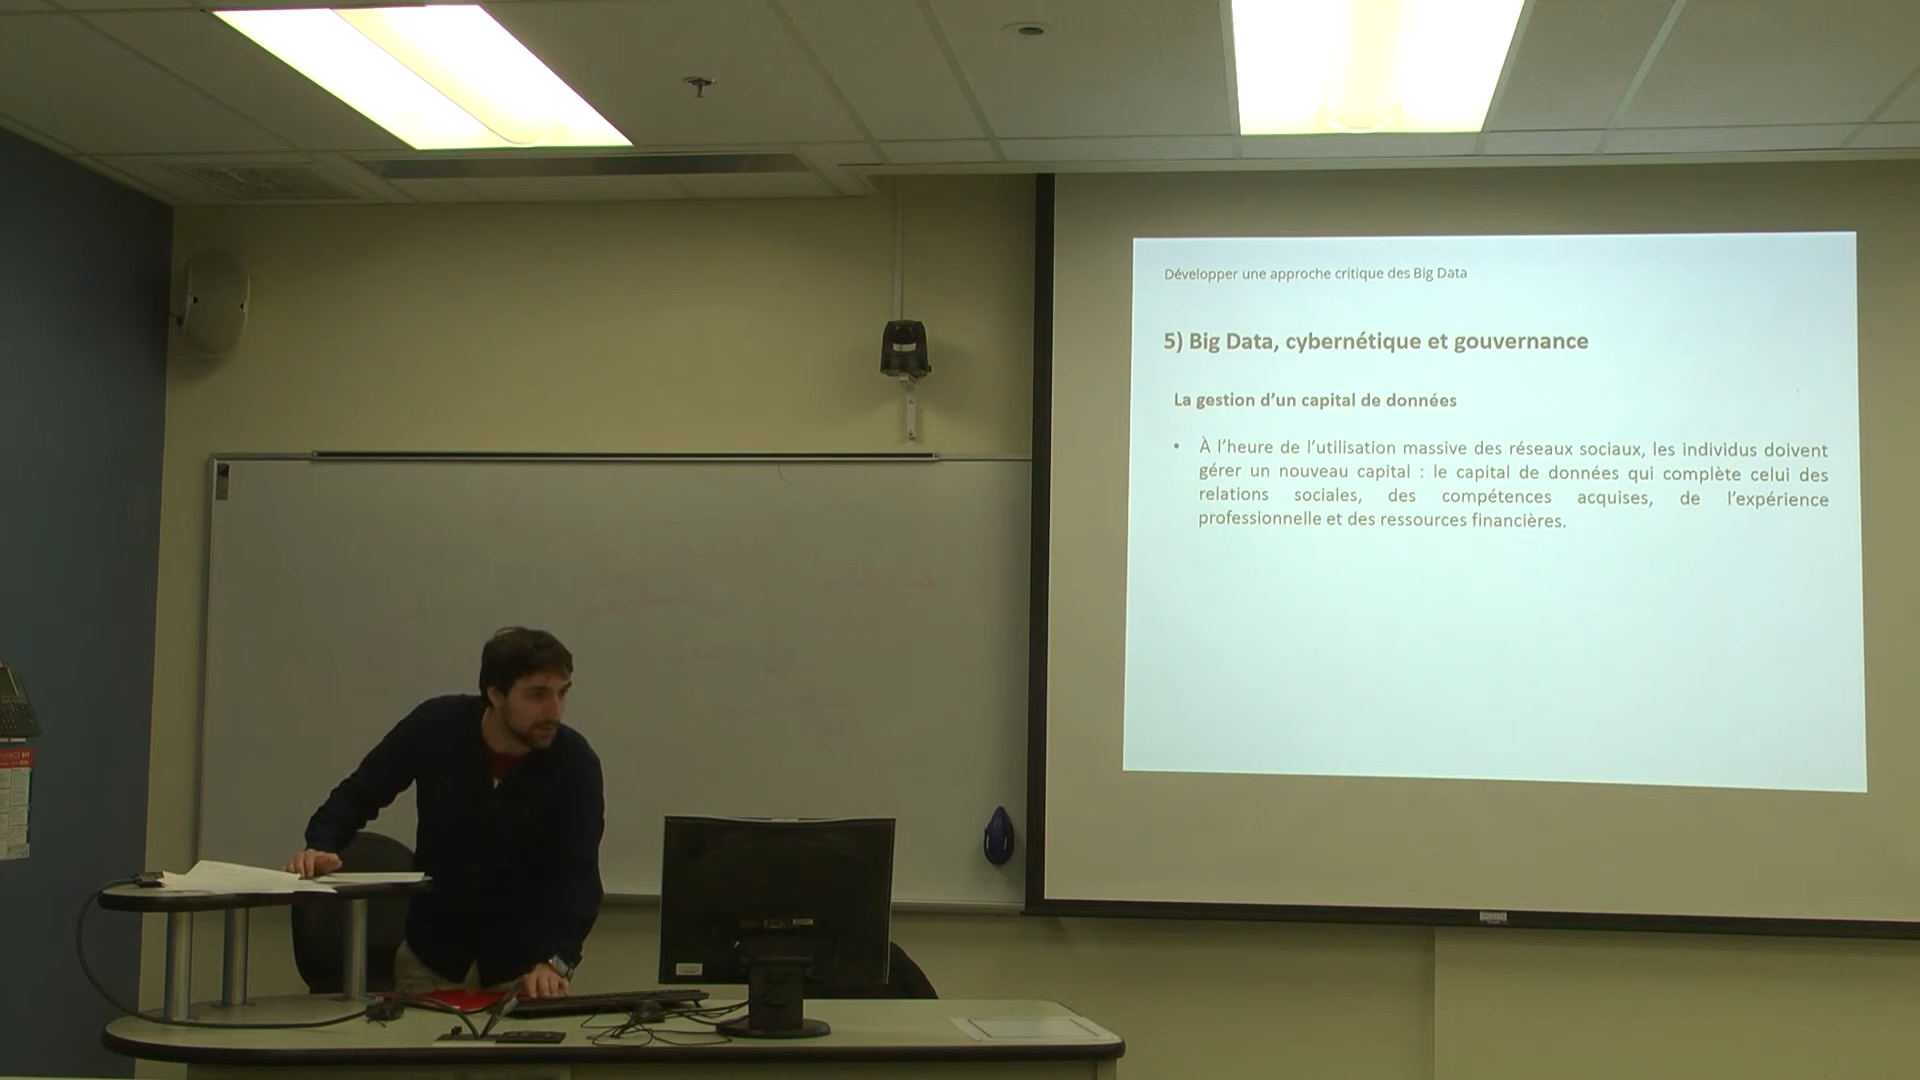 Développer une approche critique des Big Data
5) Big Data, cybernétique et gouvernance
La gestion d’un capital de données
• À l’heure de l’utilisation massive des réseaux sociaux, les individus doivent
gérer un nouveau capital : le capital de données qui complète celui des
relations sociales, des compétences acquises, de l’expérience
professionnelle et des ressources financières.